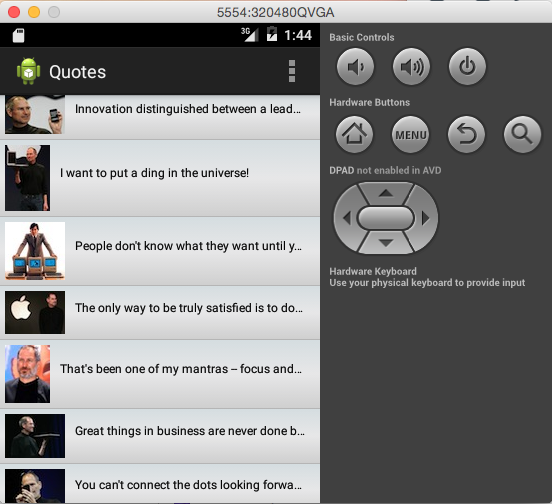 5554:320480QVGA
3G 1:44
Quotes
Innovation distinguished between a lead…
I want to put a ding in the universe!
People don't know what they want until y…
The only way to be truly satisfied is to do…
That's been one of my mantras -- focus and…
Great things in business are never done b…
You can't connect the dots looking forwa…
Basic Controls
Hardware Buttons
MENU
DPAD not enabled in AVD
Hardware Keyboard
Use your physical keyboard to provide input